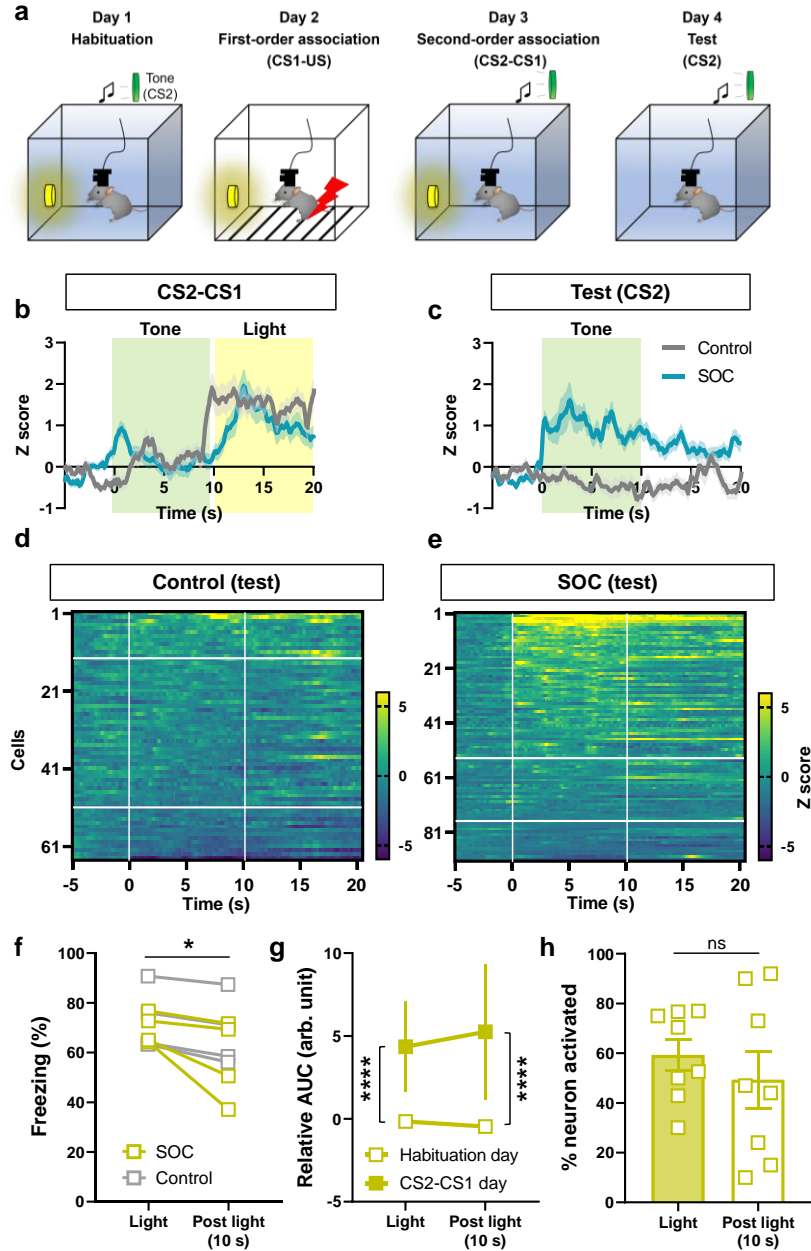 a
Day 1
Habituation
Day 2
First-order association
(CS1-US)
Day 3
Second-order association
(CS2-CS1)
Day 4
Test
(CS2)
Tone
(CS2)
b
CS2-CS1
Tone
Light
3
2
1
0
-1
Z score
0
5
10
15
20
Time (s)
c
Test (CS2)
Tone
Control
SOC
3
2
1
0
-1
Z score
0
5
10
15
20
Time (s)
d
Control (test)
1
21
41
61
Cells
-5
0
5
10
15
20
Time (s)
5
0
-5
e
SOC (test)
1
21
41
61
81
-5
0
5
10
15
20
Time (s)
5
0
-5
Z score
f
*
100
80
60
40
20
0
Freezing (%)
SOC
Control
Light
Post light
(10 s)
g
10
5
0
-5
Relative AUC (arb. unit)
****
****
Habituation day
CS2-CS1 day
Light
Post light
(10 s)
h
ns
100
80
60
40
20
0
% neuron activated
Light
Post light
(10 s)